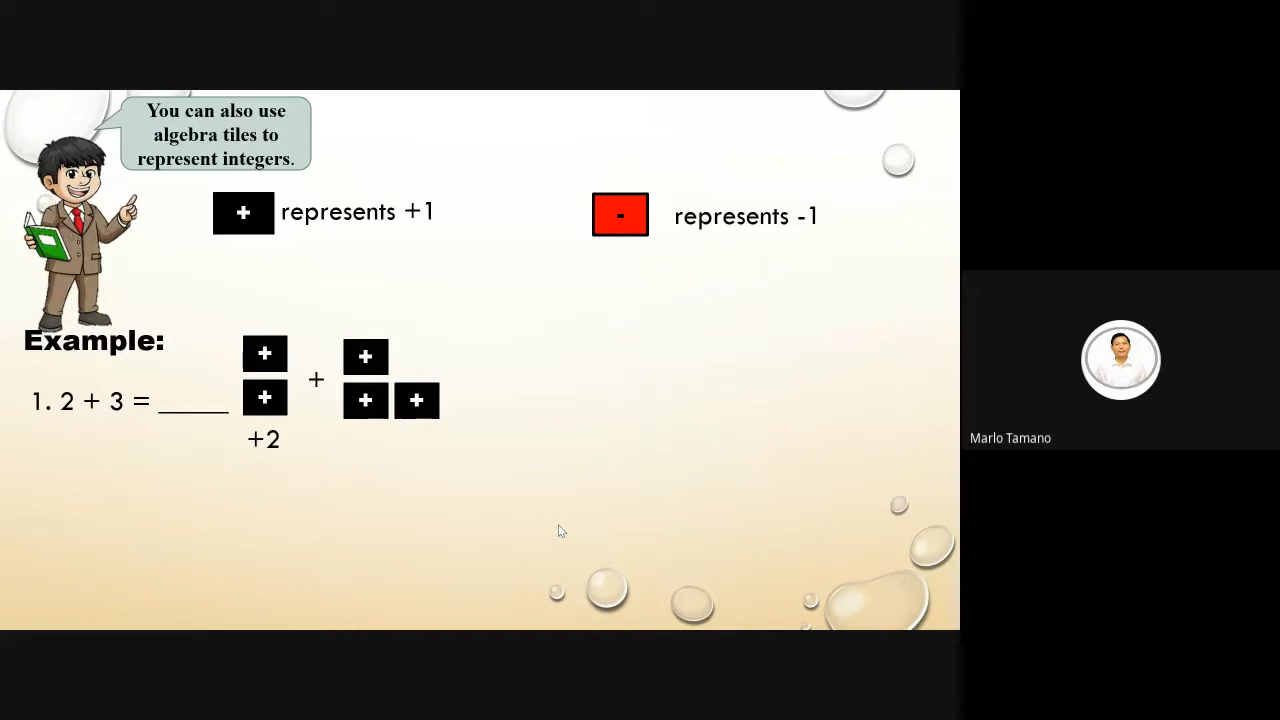 You can also use
algebra tiles to
represent integers.
+ represents +1
- represents -1
Example:
+ + +
1. 2 + 3 = _____ + + +
+2
Marlo Tamano